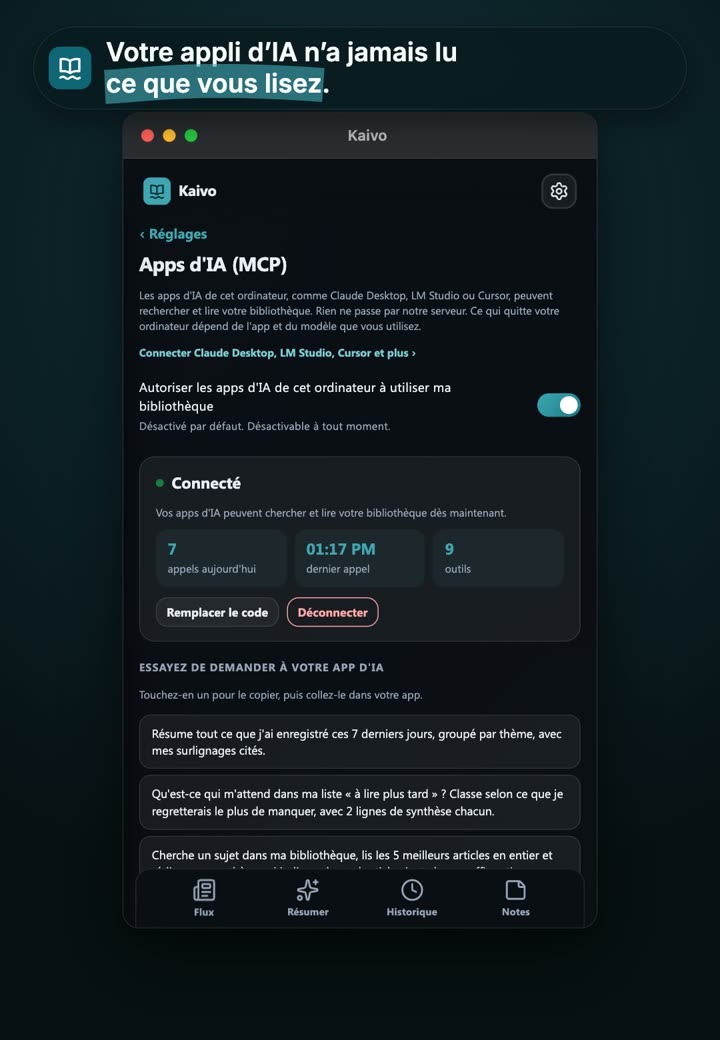 Votre appli d’IA n’a jamais lu
ce que vous lisez.
Kaivo
Kaivo
‹ Réglages
Apps d'IA (MCP)
Les apps d'IA de cet ordinateur, comme Claude Desktop, LM Studio ou Cursor, peuvent
rechercher et lire votre bibliothèque. Rien ne passe par notre serveur. Ce qui quitte votre
ordinateur dépend de l'app et du modèle que vous utilisez.
Connecter Claude Desktop, LM Studio, Cursor et plus ›
Autoriser les apps d'IA de cet ordinateur à utiliser ma
bibliothèque
Désactivé par défaut. Désactivable à tout moment.
Connecté
Vos apps d'IA peuvent chercher et lire votre bibliothèque dès maintenant.
7
appels aujourd'hui
01:17 PM
dernier appel
9
outils
Remplacer le code
Déconnecter
ESSAYEZ DE DEMANDER À VOTRE APP D'IA
Touchez-en un pour le copier, puis collez-le dans votre app.
Résume tout ce que j'ai enregistré ces 7 derniers jours, groupé par thème, avec
mes surlignages cités.
Qu'est-ce qui m'attend dans ma liste « à lire plus tard » ? Classe selon ce que je
regretterais le plus de manquer, avec 2 lignes de synthèse chacun.
Cherche un sujet dans ma bibliothèque, lis les 5 meilleurs articles en entier et
Flux
Résumer
Historique
Notes